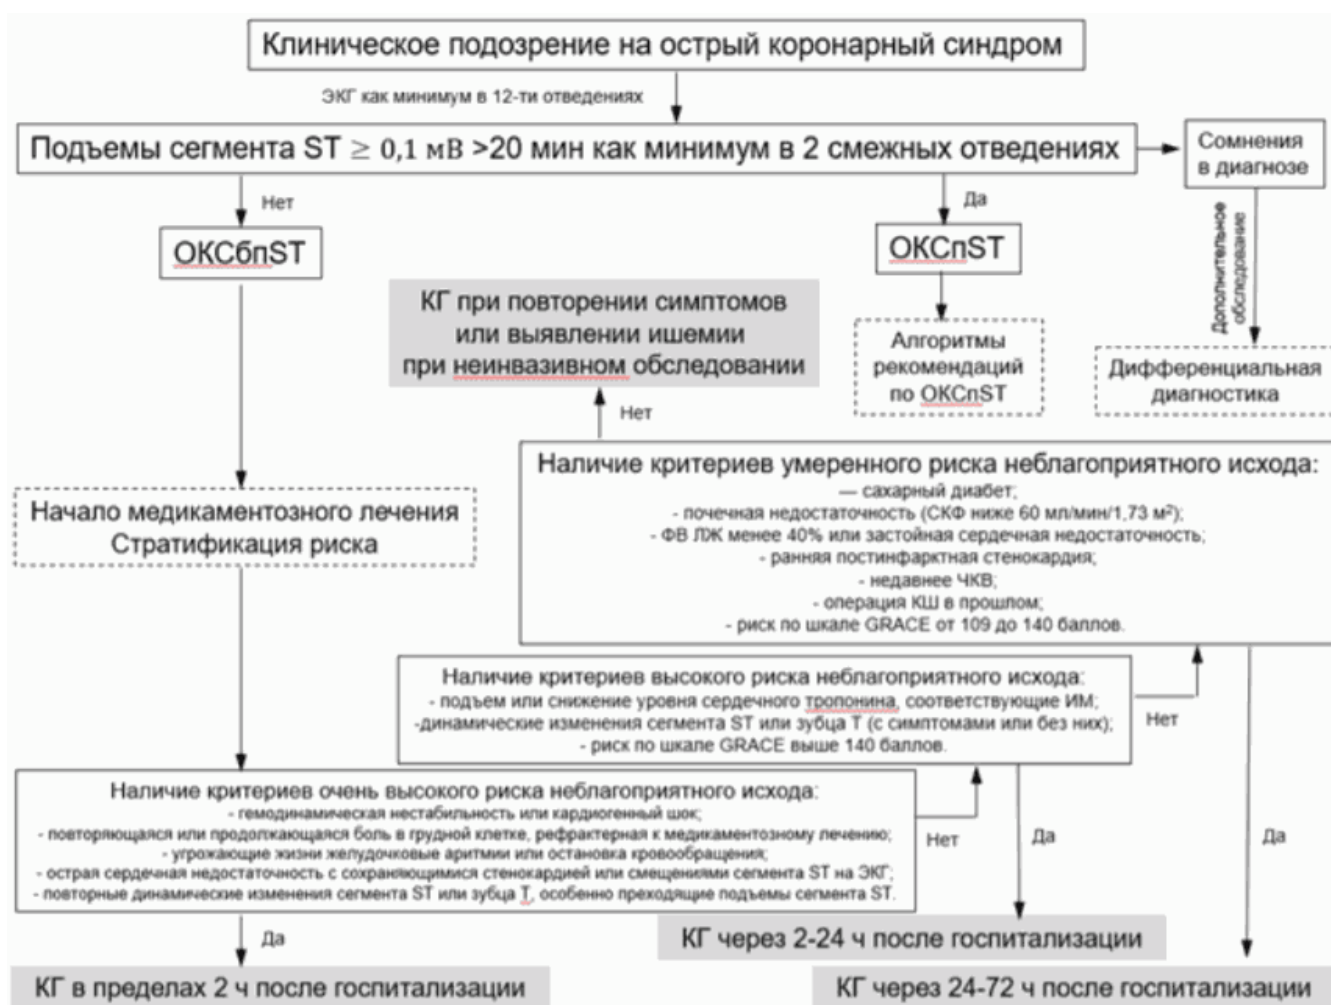 Клиническое подозрение на острый коронарный синдром
ЭКГ как минимум в 12-ти отведениях
Подъемы сегмента ST ≥ 0,1 мВ >20 мин как минимум в 2 смежных отведениях
Сомнения
в диагнозе
Нет
Да
ОКСбпST
ОКСпST
Дополнительное
обследование
КГ при повторении симптомов
или выявлении ишемии
при неинвазивном обследовании
Алгоритмы
рекомендаций
по ОКСпST
Дифференциальная
диагностика
Нет
Наличие критериев умеренного риска неблагоприятного исхода:
— сахарный диабет;
- почечная недостаточность (СКФ ниже 60 мл/мин/1,73 м²);
- ФВ ЛЖ менее 40% или застойная сердечная недостаточность;
- ранняя постинфарктная стенокардия;
- недавнее ЧКВ;
- операция КШ в прошлом;
- риск по шкале GRACE от 109 до 140 баллов.
Начало медикаментозного лечения
Стратификация риска
Наличие критериев высокого риска неблагоприятного исхода:
- подъем или снижение уровня сердечного тропонина, соответствующие ИМ;
-динамические изменения сегмента ST или зубца T (с симптомами или без них);
- риск по шкале GRACE выше 140 баллов.
Нет
Наличие критериев очень высокого риска неблагоприятного исхода:
- гемодинамическая нестабильность или кардиогенный шок;
- повторяющаяся или продолжающаяся боль в грудной клетке, рефрактерная к медикаментозному лечению;
- угрожающие жизни желудочковые аритмии или остановка кровообращения;
- острая сердечная недостаточность с сохраняющимися стенокардией или смещениями сегмента ST на ЭКГ;
- повторные динамические изменения сегмента ST или зубца T, особенно преходящие подъемы сегмента ST.
Нет
Да
Да
Да
КГ через 2-24 ч после госпитализации
КГ в пределах 2 ч после госпитализации
КГ через 24-72 ч после госпитализации